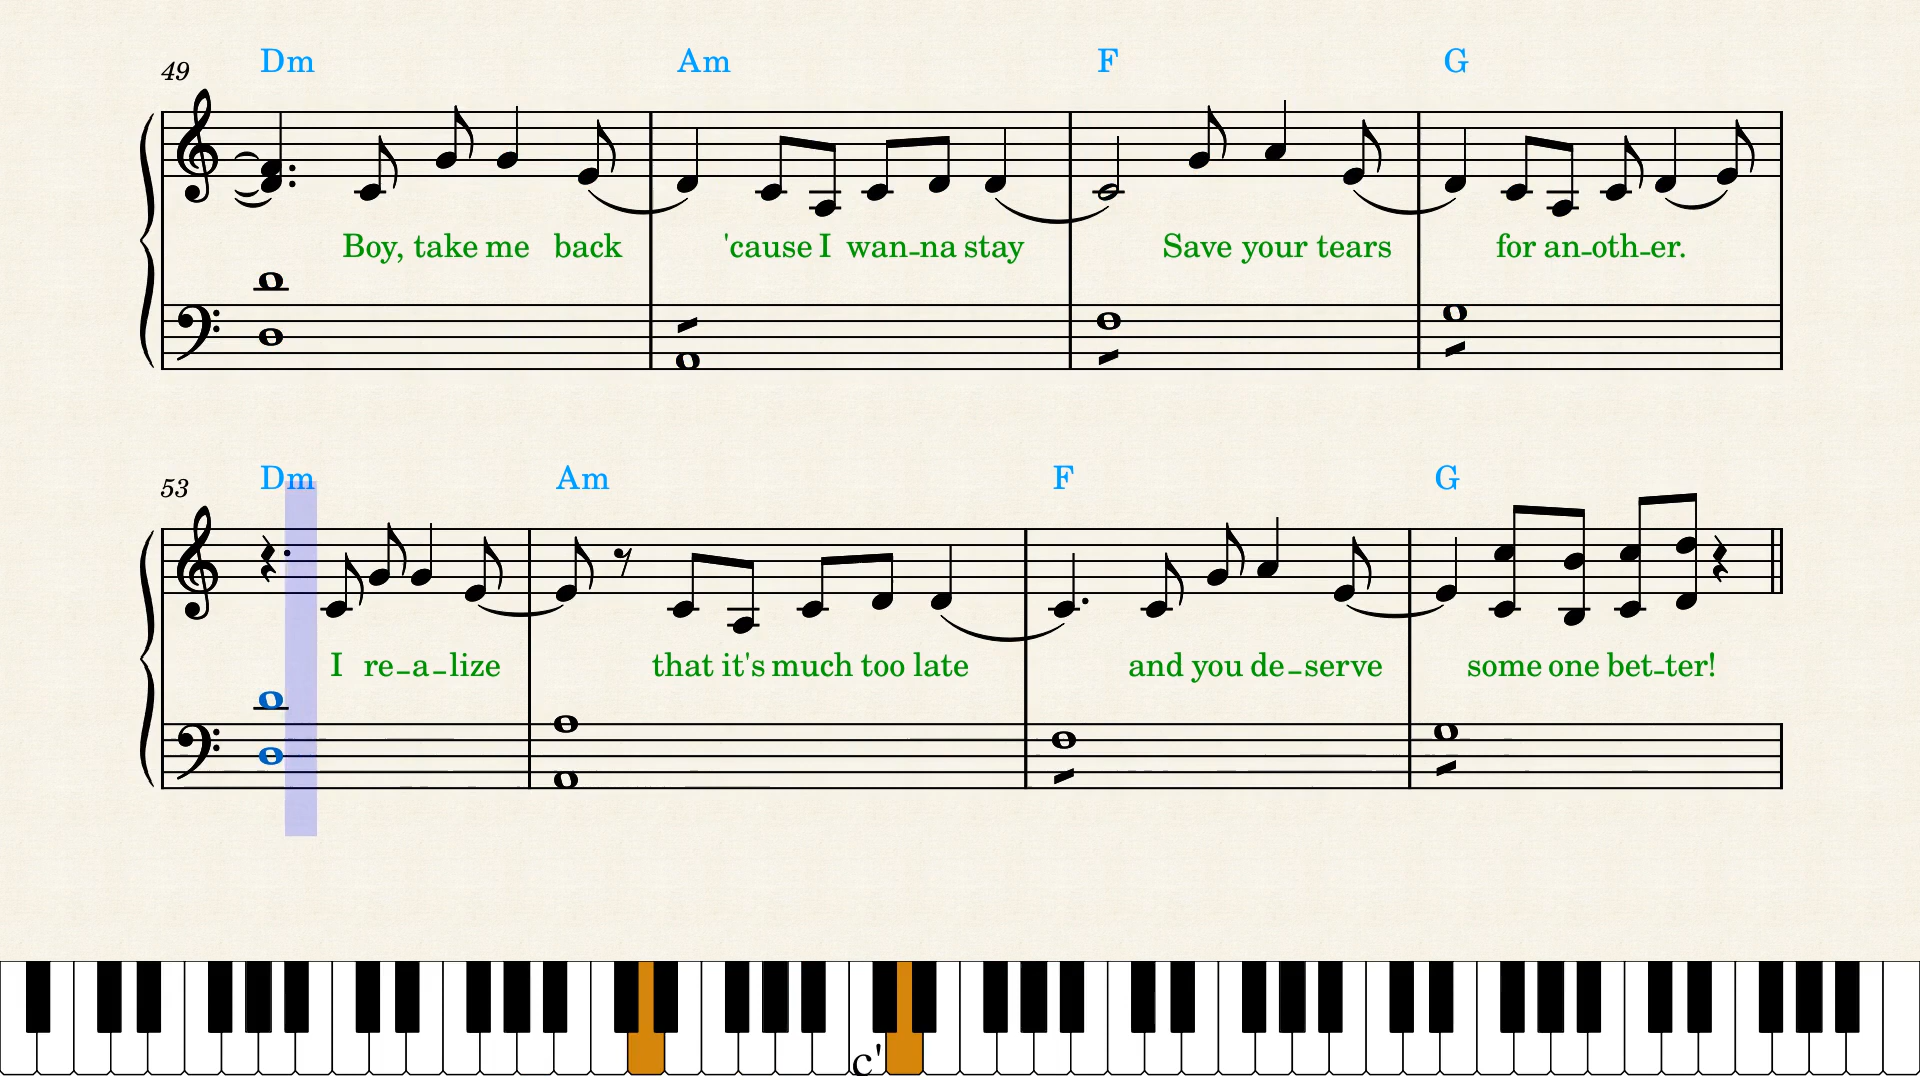 49 Dm Am F G
Boy, take me back 'cause I wan-na stay Save your tears for an-oth-er.
53 Dm Am F G
I re-a-lize that it's much too late and you de-serve some one bet-ter!
c'